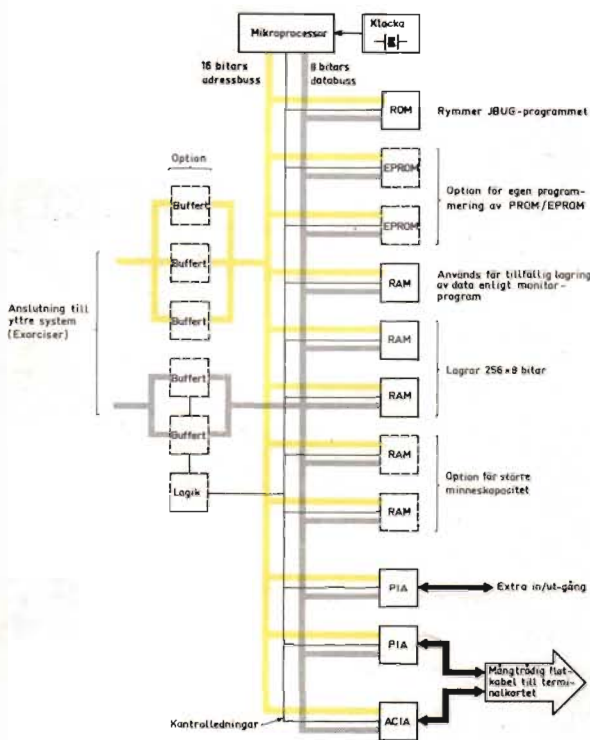 Klocka
Mikroprocessor
16 bitars
adressbuss
8 bitars
databuss
ROM
Rymmer JBUG-programmet
Option
EPROM
Option för egen program-
mering av PROM/EPROM
Buffert
EPROM
Buffert
RAM
Används för tillfällig lagring
av data enligt monitor-
program
Anslutning till
yttre system
(Exorciser)
Buffert
RAM
Lagrar 256×8 bitar
Buffert
RAM
Buffert
RAM
Option för större
minneskapacitet
Logik
RAM
PIA
Extra in/ut-gång
PIA
Mångtrådig flat-
kabel till termi-
nalkortet
Kontrolledningar
ACIA